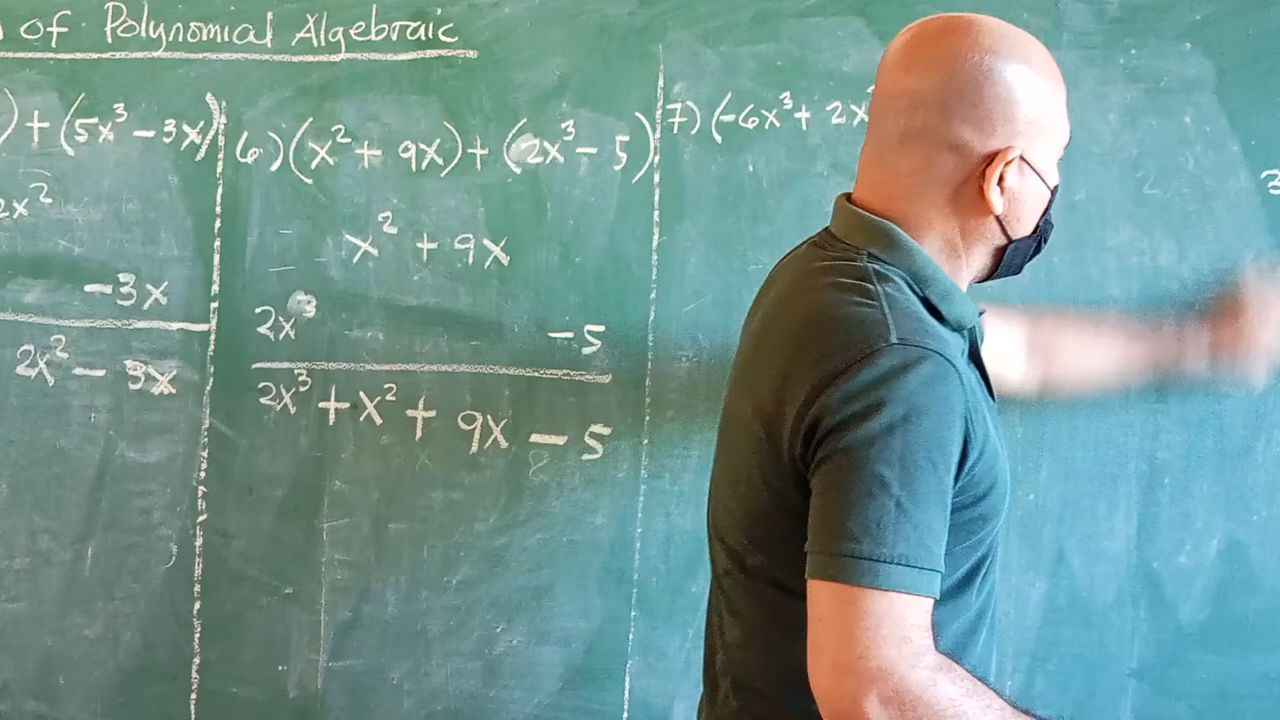 of Polynomial Algebraic
) + (5x³ - 3x)
2x²
-3x
2x² - 3x
6) (x² + 9x) + (2x³ - 5)
x² + 9x
2x³ -5
2x³ + x² + 9x - 5
7) (-6x³ + 2x
3